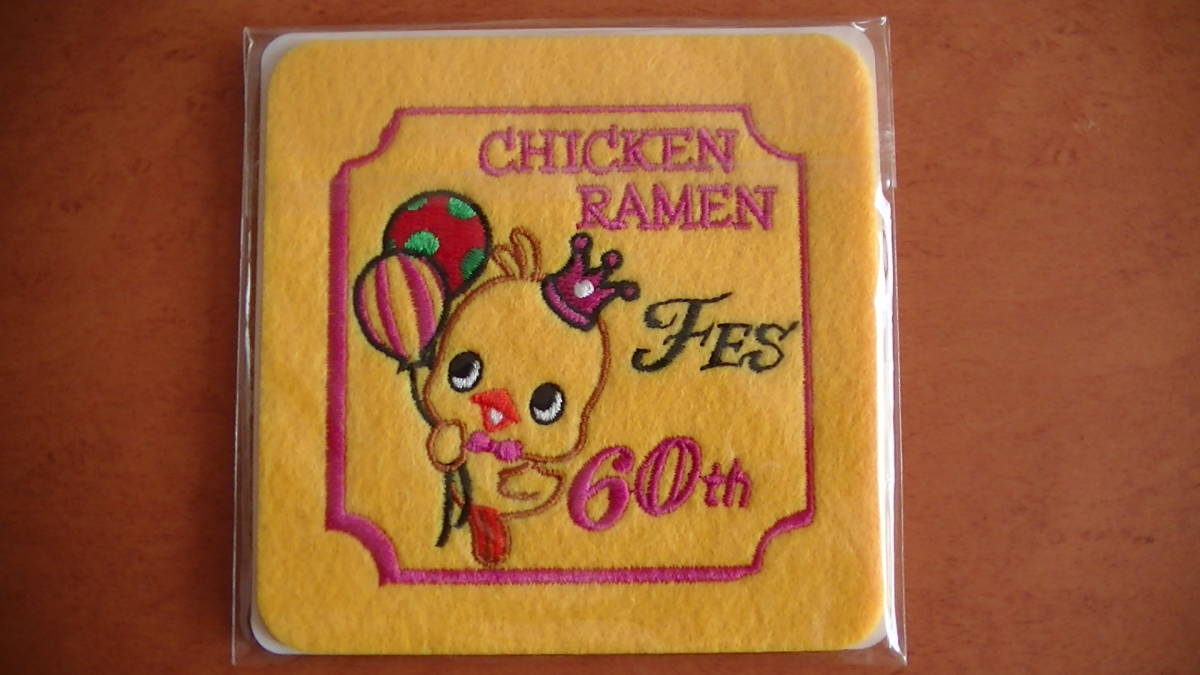 CHICKEN
RAMEN
FES
60th